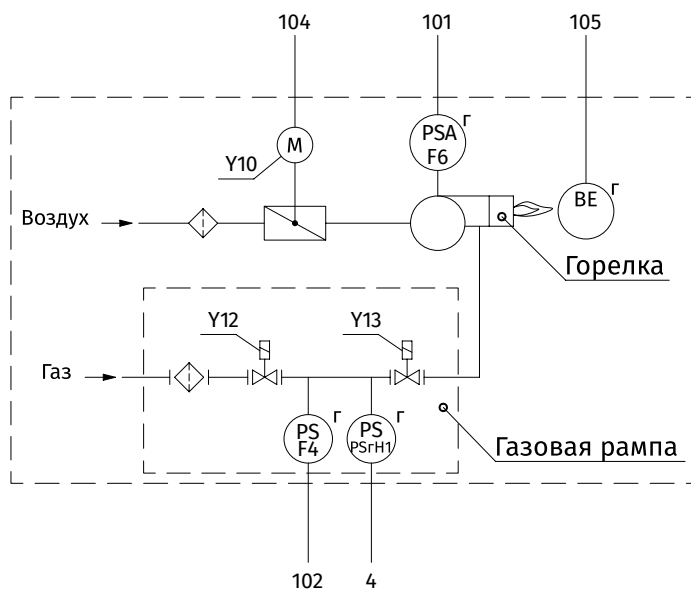 104
101
105
г
PSA
F6
М
Y10
г
BE
Воздух
Горелка
Y12
Y13
Газ
г
г
PS
F4
PS
PSгН1
Газовая рампа
102
4